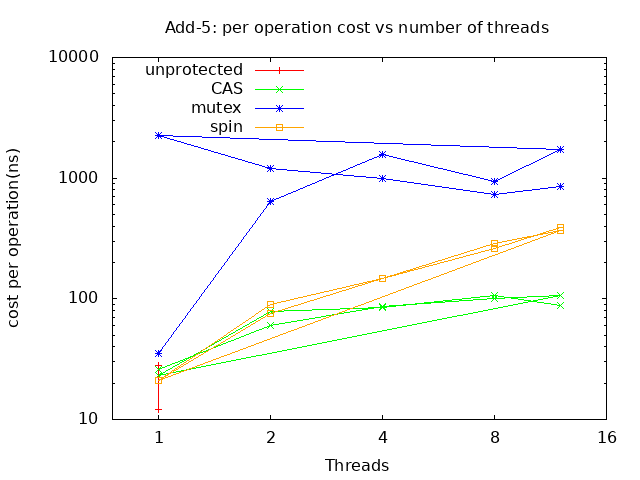 Add-5: per operation cost vs number of threads
10000
1000
100
10
cost per operation(ns)
unprotected
CAS
mutex
spin
1 2 4 8 16
Threads